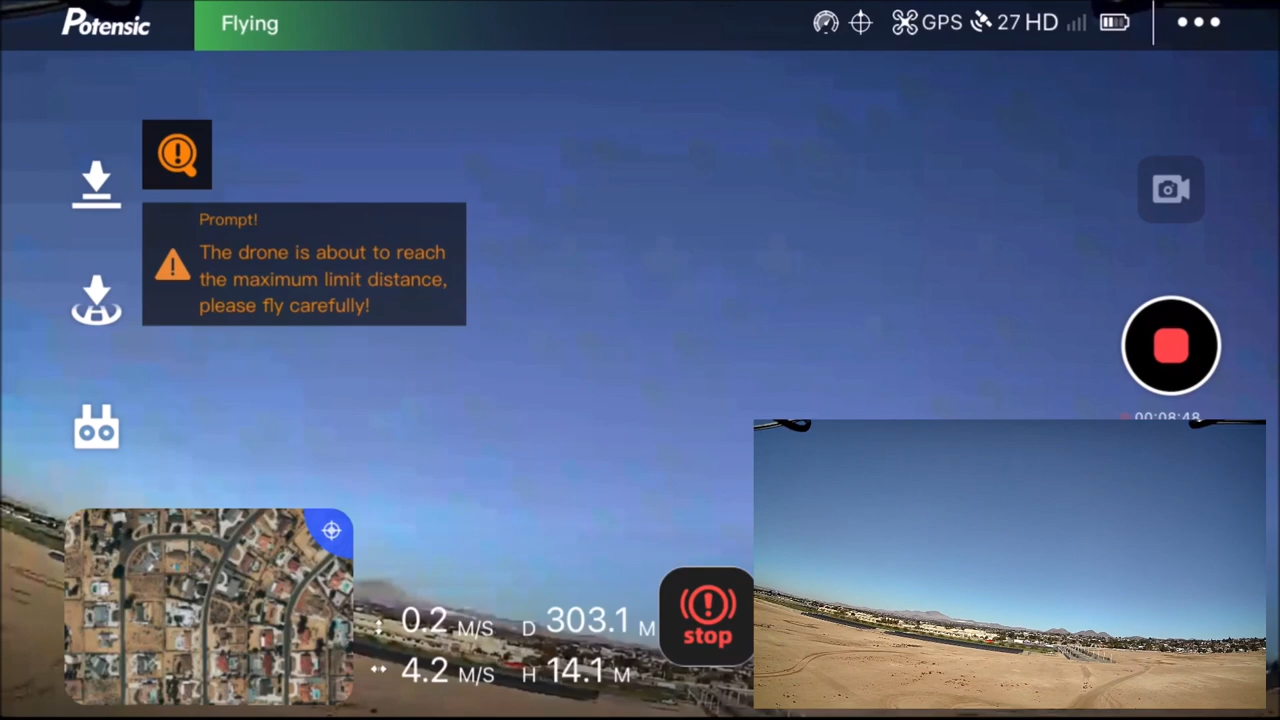 Potensic
Flying
GPS 27 HD
Prompt!
The drone is about to reach
the maximum limit distance,
please fly carefully!
00:08:48
0.2 M/S D 303.1 M
4.2 M/S H 14.1 M
stop